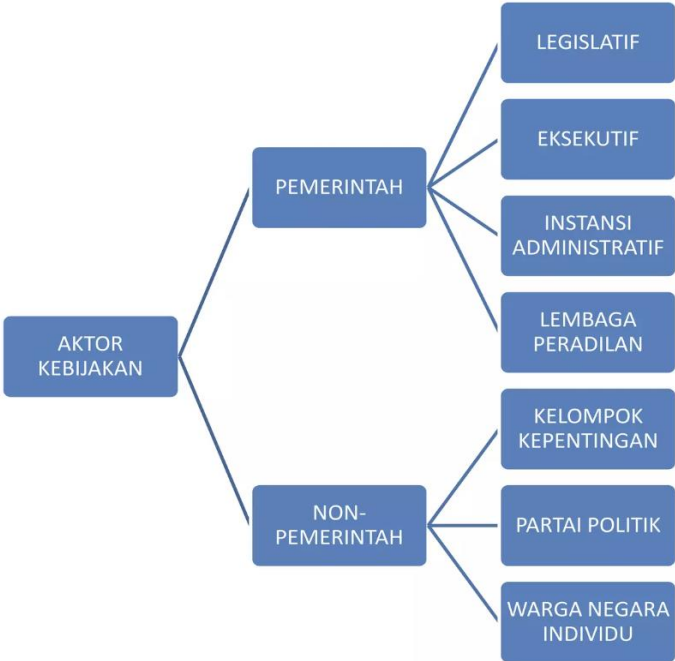 LEGISLATIF
EKSEKUTIF
PEMERINTAH
INSTANSI
ADMINISTRATIF
LEMBAGA
PERADILAN
AKTOR
KEBIJAKAN
KELOMPOK
KEPENTINGAN
NON-
PEMERINTAH
PARTAI POLITIK
WARGA NEGARA
INDIVIDU